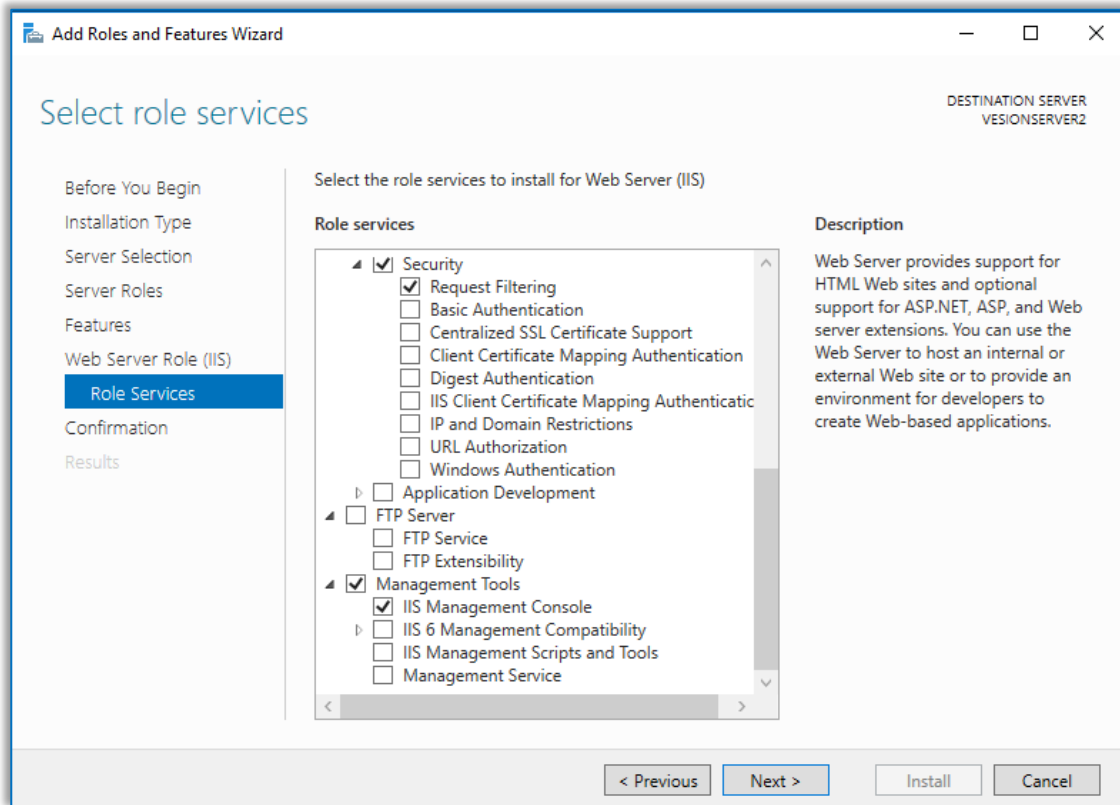 Add Roles and Features Wizard
Select role services
DESTINATION SERVER
VESIONSERVER2
Before You Begin
Installation Type
Server Selection
Server Roles
Features
Web Server Role (IIS)
Role Services
Confirmation
Results
Select the role services to install for Web Server (IIS)
Role services
Security
Request Filtering
Basic Authentication
Centralized SSL Certificate Support
Client Certificate Mapping Authentication
Digest Authentication
IIS Client Certificate Mapping Authenticatic
IP and Domain Restrictions
URL Authorization
Windows Authentication
Application Development
FTP Server
FTP Service
FTP Extensibility
Management Tools
IIS Management Console
IIS 6 Management Compatibility
IIS Management Scripts and Tools
Management Service
Description
Web Server provides support for
HTML Web sites and optional
support for ASP.NET, ASP, and Web
server extensions. You can use the
Web Server to host an internal or
external Web site or to provide an
environment for developers to
create Web-based applications.
< Previous
Next >
Install
Cancel